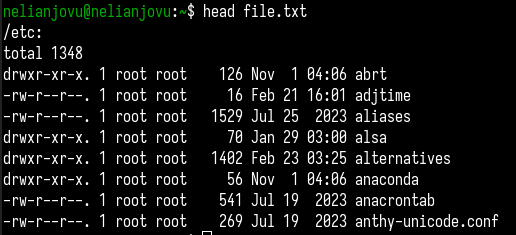 nelianjovu@nelianjovu:~$ head file.txt
/etc:
total 1348
drwxr-xr-x. 1 root root    126 Nov  1 04:06 abrt
-rw-r--r--. 1 root root     16 Feb 21 16:01 adjtime
-rw-r--r--. 1 root root   1529 Jul 25  2023 aliases
drwxr-xr-x. 1 root root     70 Jan 29 03:00 alsa
drwxr-xr-x. 1 root root   1402 Feb 23 03:25 alternatives
drwxr-xr-x. 1 root root     56 Nov  1 04:06 anaconda
-rw-r--r--. 1 root root    541 Jul 19  2023 anacrontab
-rw-r--r--. 1 root root    269 Jul 19  2023 anthy-unicode.conf